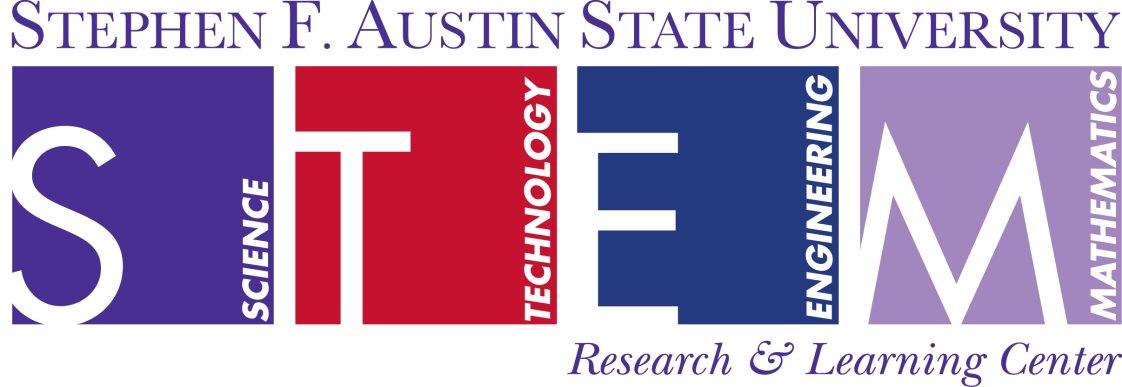 STEPHEN F. AUSTIN STATE UNIVERSITY
S SCIENCE
T TECHNOLOGY
E ENGINEERING
M MATHEMATICS
Research & Learning Center